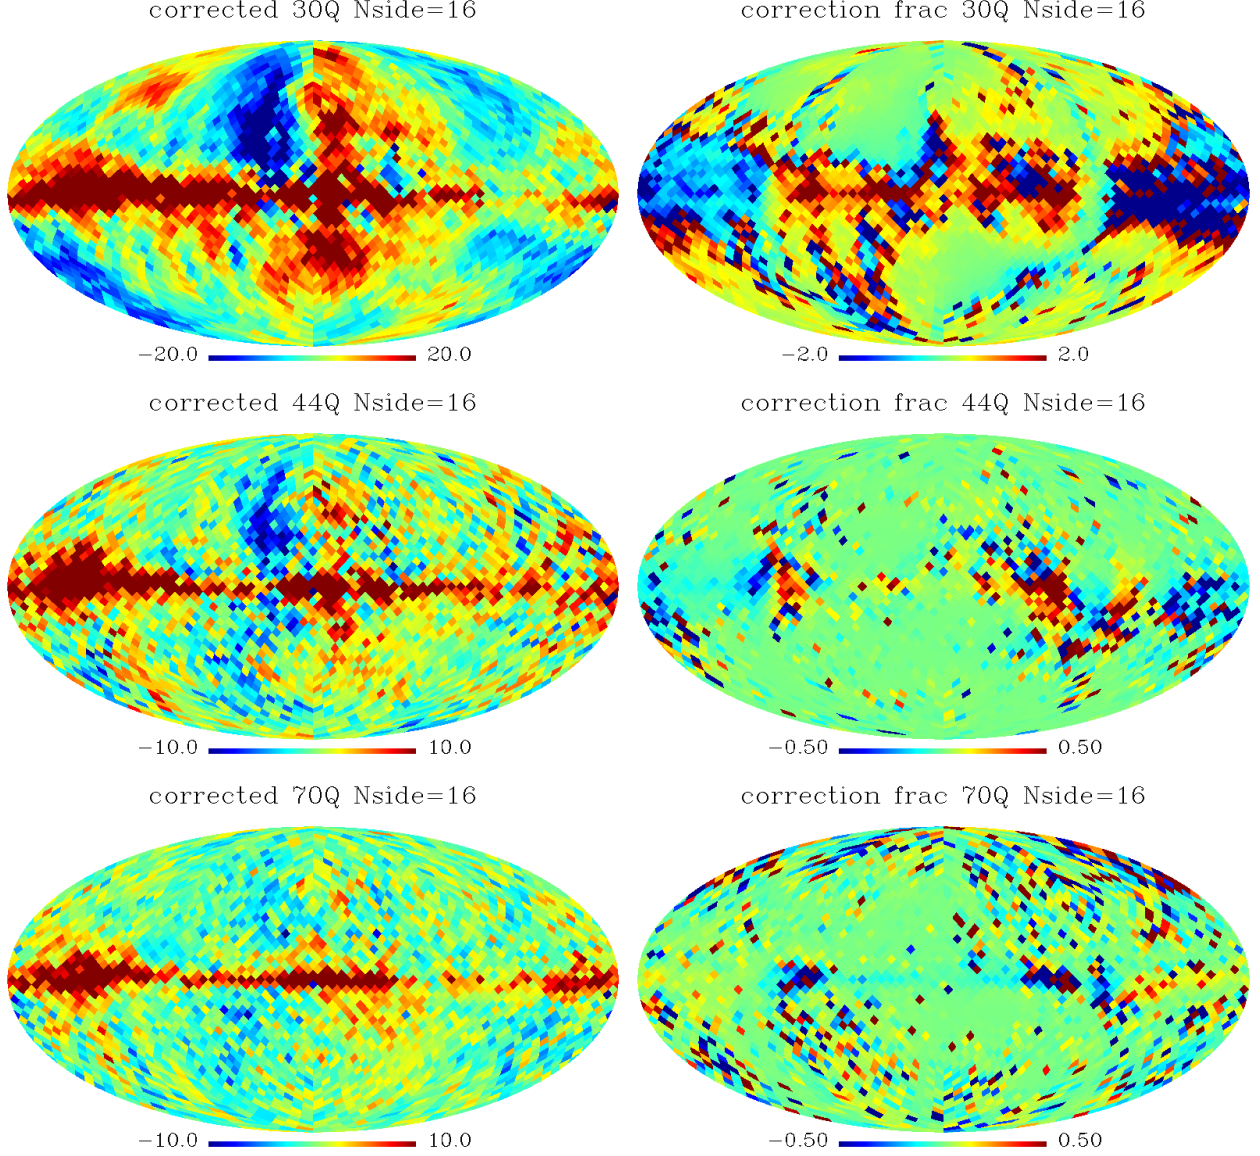 corrected 30Q Nside=16
correction frac 30Q Nside=16
−20.0 20.0
−2.0 2.0
corrected 44Q Nside=16
correction frac 44Q Nside=16
−10.0 10.0
−0.50 0.50
corrected 70Q Nside=16
correction frac 70Q Nside=16
−10.0 10.0
−0.50 0.50